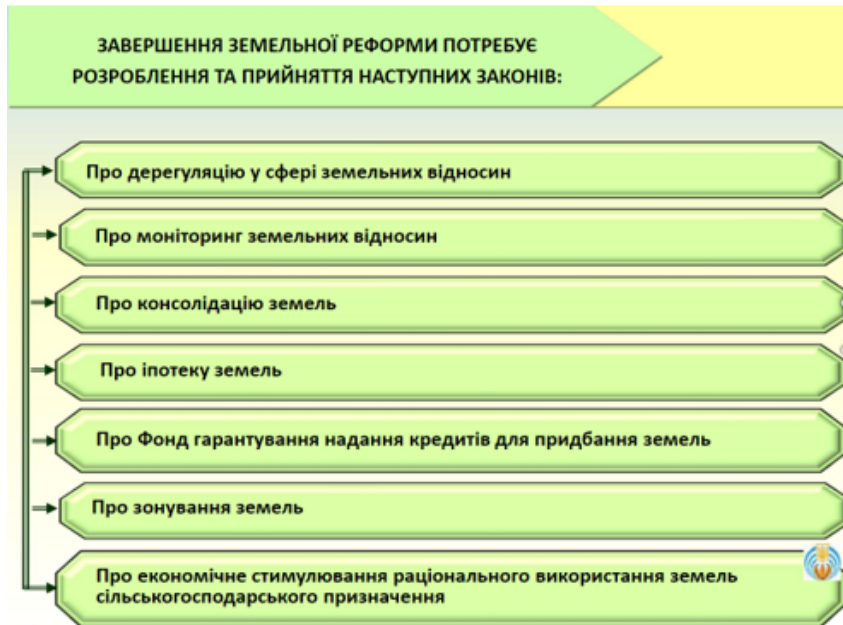 ЗАВЕРШЕННЯ ЗЕМЕЛЬНОЇ РЕФОРМИ ПОТРЕБУЄ
РОЗРОБЛЕННЯ ТА ПРИЙНЯТТЯ НАСТУПНИХ ЗАКОНІВ:
Про дерегуляцію у сфері земельних відносин
Про моніторинг земельних відносин
Про консолідацію земель
Про іпотеку земель
Про Фонд гарантування надання кредитів для придбання земель
Про зонування земель
Про економічне стимулювання раціонального використання земель
сільськогосподарського призначення